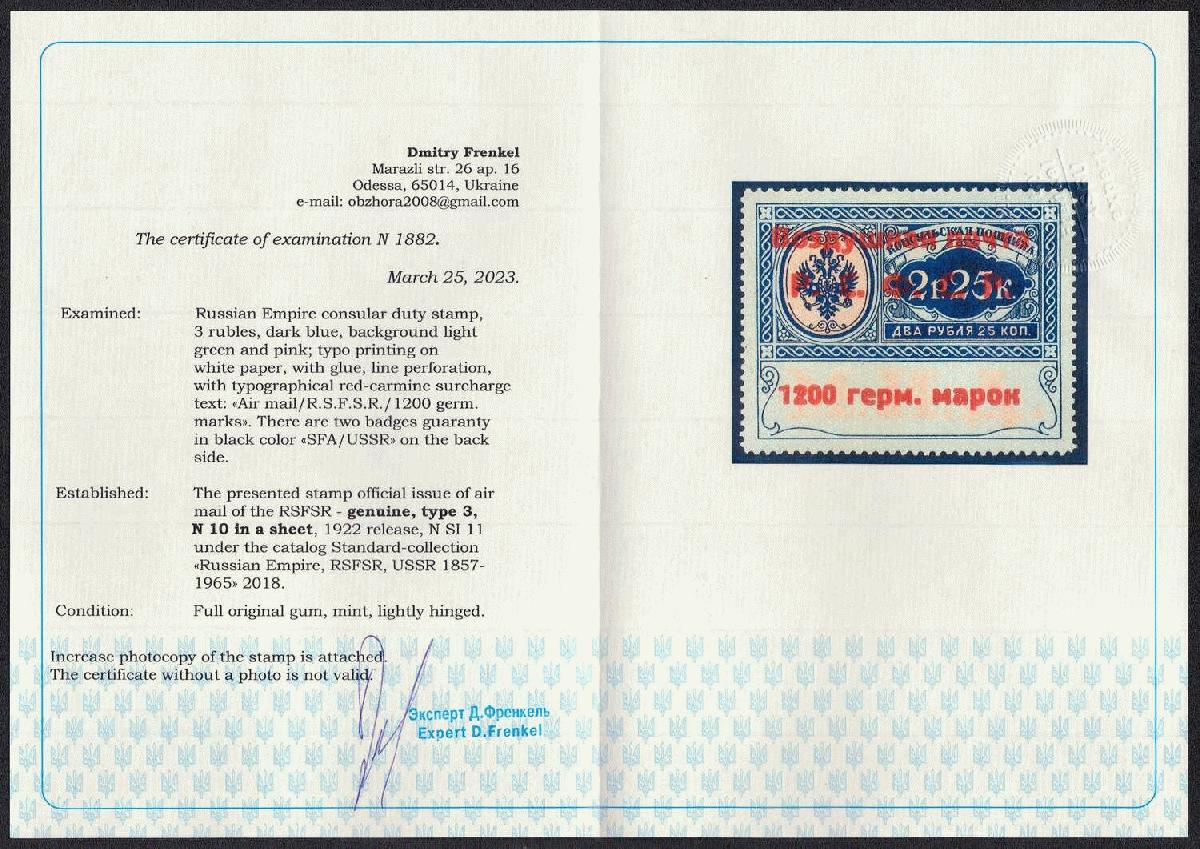 Dmitry Frenkel
Marazli str. 26 ap. 16
Odessa, 65014, Ukraine
e-mail: obzhora2008@gmail.com
The certificate of examination N 1882.
March 25, 2023.
Examined: Russian Empire consular duty stamp,
3 rubles, dark blue, background light
green and pink; typo printing on
white paper, with glue, line perforation,
with typographical red-carmine surcharge
text: «Air mail/R.S.F.S.R./1200 germ.
marks». There are two badges guaranty
in black color «SFA/USSR» on the back
side.
Established: The presented stamp official issue of air
mail of the RSFSR - genuine, type 3,
N 10 in a sheet, 1922 release, N SI 11
under the catalog Standard-collection
«Russian Empire, RSFSR, USSR 1857-
1965» 2018.
Condition: Full original gum, mint, lightly hinged.
Increase photocopy of the stamp is attached.
The certificate without a photo is not valid.
Эксперт Д.Френкель
Expert D.Frenkel
Воздушная почта
2р.25к.
ДВА РУБЛЯ 25 КОП.
1200 герм. марок